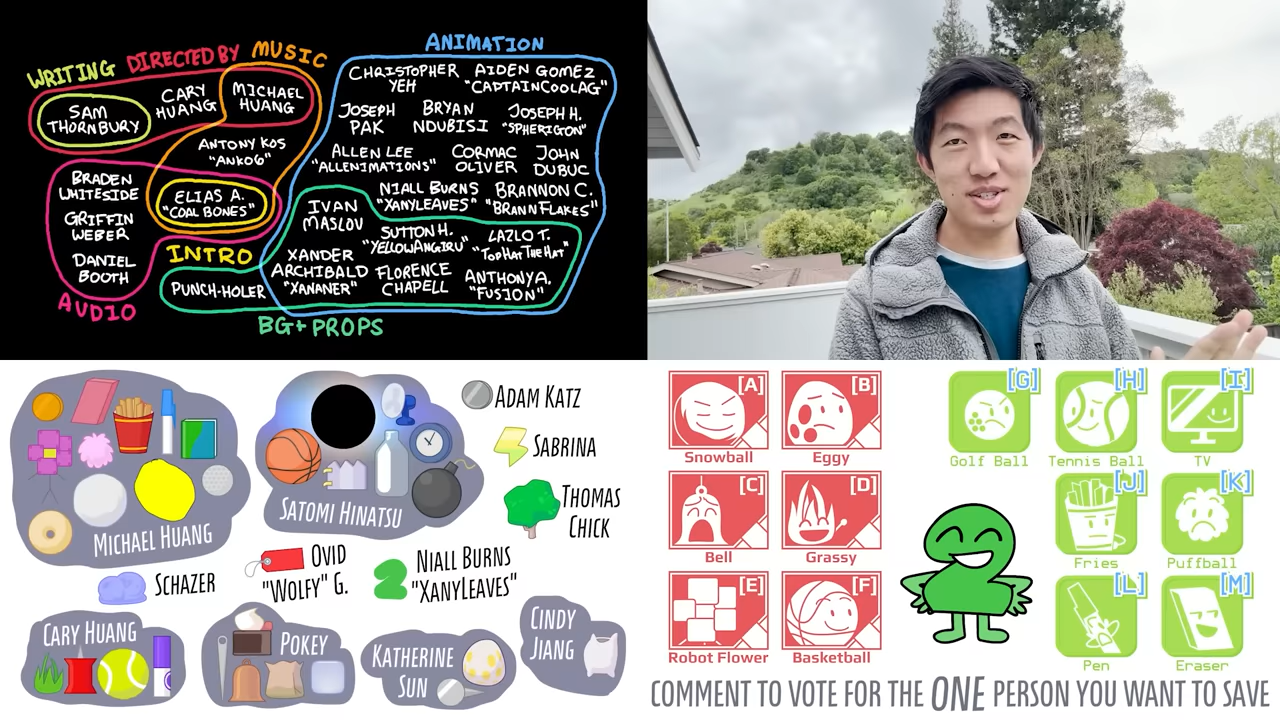 WRITING DIRECTED BY MUSIC
SAM
THORNBURY
CARY
HUANG
MICHAEL
HUANG
ANTONY KOS
"ANKOG"
BRADEN
WHITESIDE
GRIFFIN
WEBER
DANIEL
BOOTH
ELIAS A.
"COAL BONES"
INTRO
PUNCH-HOLER
AUDIO
ANIMATION
CHRISTOPHER
YEH
AIDEN GOMEZ
"CAPTAINCOOLAG"
JOSEPH
PAK
BRYAN
NDUBISI
JOSEPH H.
"SPHERIGON"
ALLEN LEE
"ALLENIMATIONS"
CORMAC
OLIVER
JOHN
DUBUC
NIALL BURNS
"XANYLEAVES"
BRANNON C.
"BRANNFLAKES"
IVAN
MASLOV
SUTTON H.
"YELLOWANGIRU"
LAZLO T.
"TOPHATTHEHAT"
XANDER
ARCHIBALD
"XANANER"
FLORENCE
CHAPELL
ANTHONY A.
"FUSION"
BG+PROPS
MICHAEL HUANG
SATOMI HINATSU
ADAM KATZ
SABRINA
THOMAS
CHICK
SCHAZER
OVID
"WOLFY" G.
NIALL BURNS
"XANYLEAVES"
CARY HUANG
POKEY
KATHERINE
SUN
CINDY
JIANG
[A] [B]
Snowball Eggy
[C] [D]
Bell Grassy
[E] [F]
Robot Flower Basketball
[G] [H] [I]
Golf Ball Tennis Ball TV
[J] [K]
Fries Puffball
[L] [M]
Pen Eraser
COMMENT TO VOTE FOR THE ONE PERSON YOU WANT TO SAVE